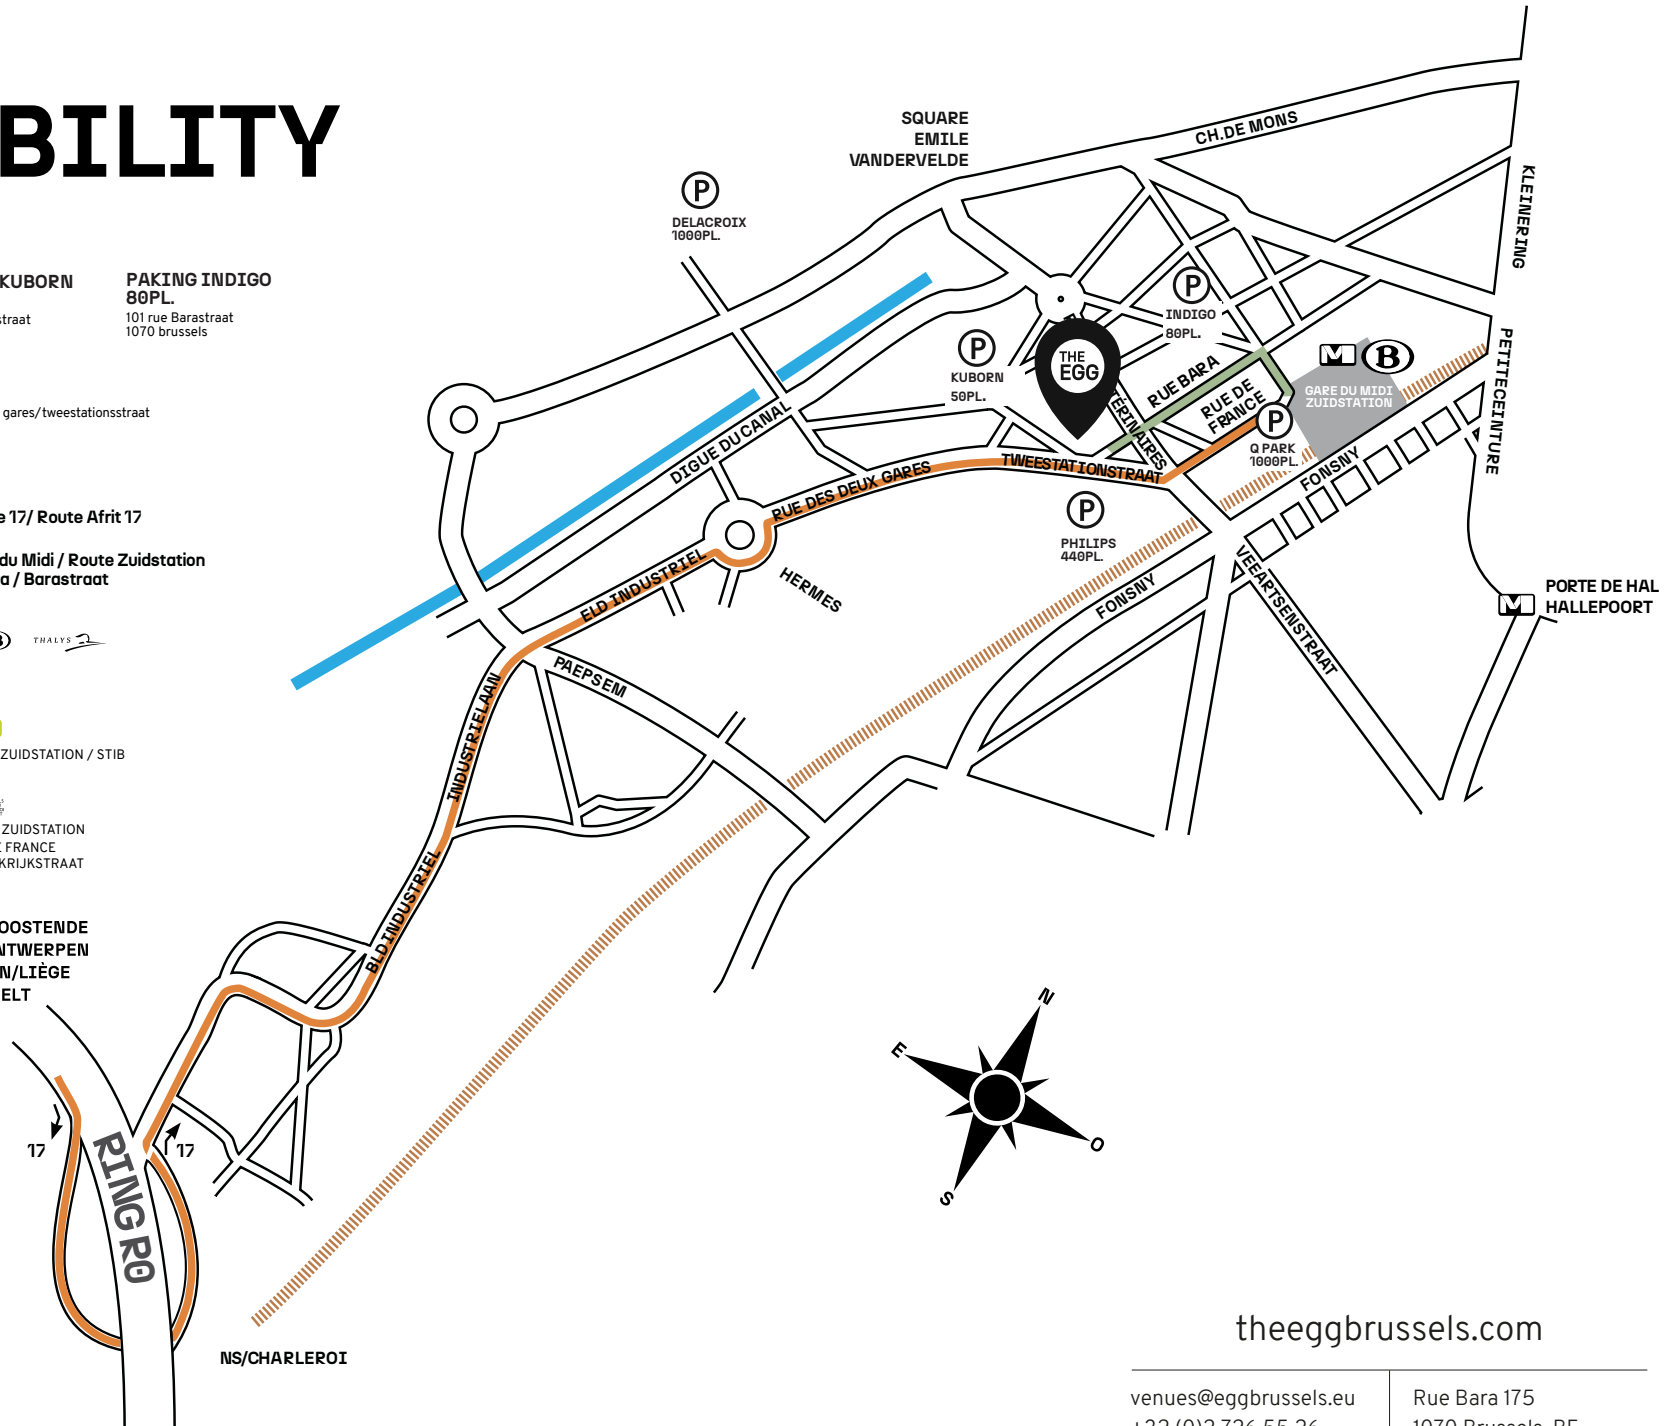 BILITY
KUBORN
straat
PAKING INDIGO
80PL.
101 rue Barastraat
1070 brussels
gares/tweestationsstraat
e 17/ Route Afrit 17
du Midi / Route Zuidstation
a / Barastraat
B
THALYS
ZUIDSTATION / STIB
ZUIDSTATION
E FRANCE
KRIJKSTRAAT
OOSTENDE
NTWERPEN
N/LIÈGE
ELT
17
17
RING R0
NS/CHARLEROI
SQUARE
EMILE
VANDERVELDE
P
DELACROIX
1000PL.
CH.DE MONS
KLEINERING
P
INDIGO
80PL.
P
KUBORN
50PL.
THE
EGG
RUE BARA
RUE DE
FRANCE
TÉRINAIRES
M
B
GARE DU MIDI
ZUIDSTATION
PETITECEINTURE
P
Q PARK
1000PL.
FONSNY
DIGUE DU CANAL
RUE DES DEUX GARES
TWEESTATIONSTRAAT
P
PHILIPS
440PL.
HERMES
ELD INDUSTRIEL
FONSNY
VEEARTSENSTRAAT
M
PORTE DE HAL
HALLEPOORT
PAEPSEM
INDUSTRIELAAN
BLD INDUSTRIEL
N
E
O
S
theeggbrussels.com
venues@eggbrussels.eu
Rue Bara 175